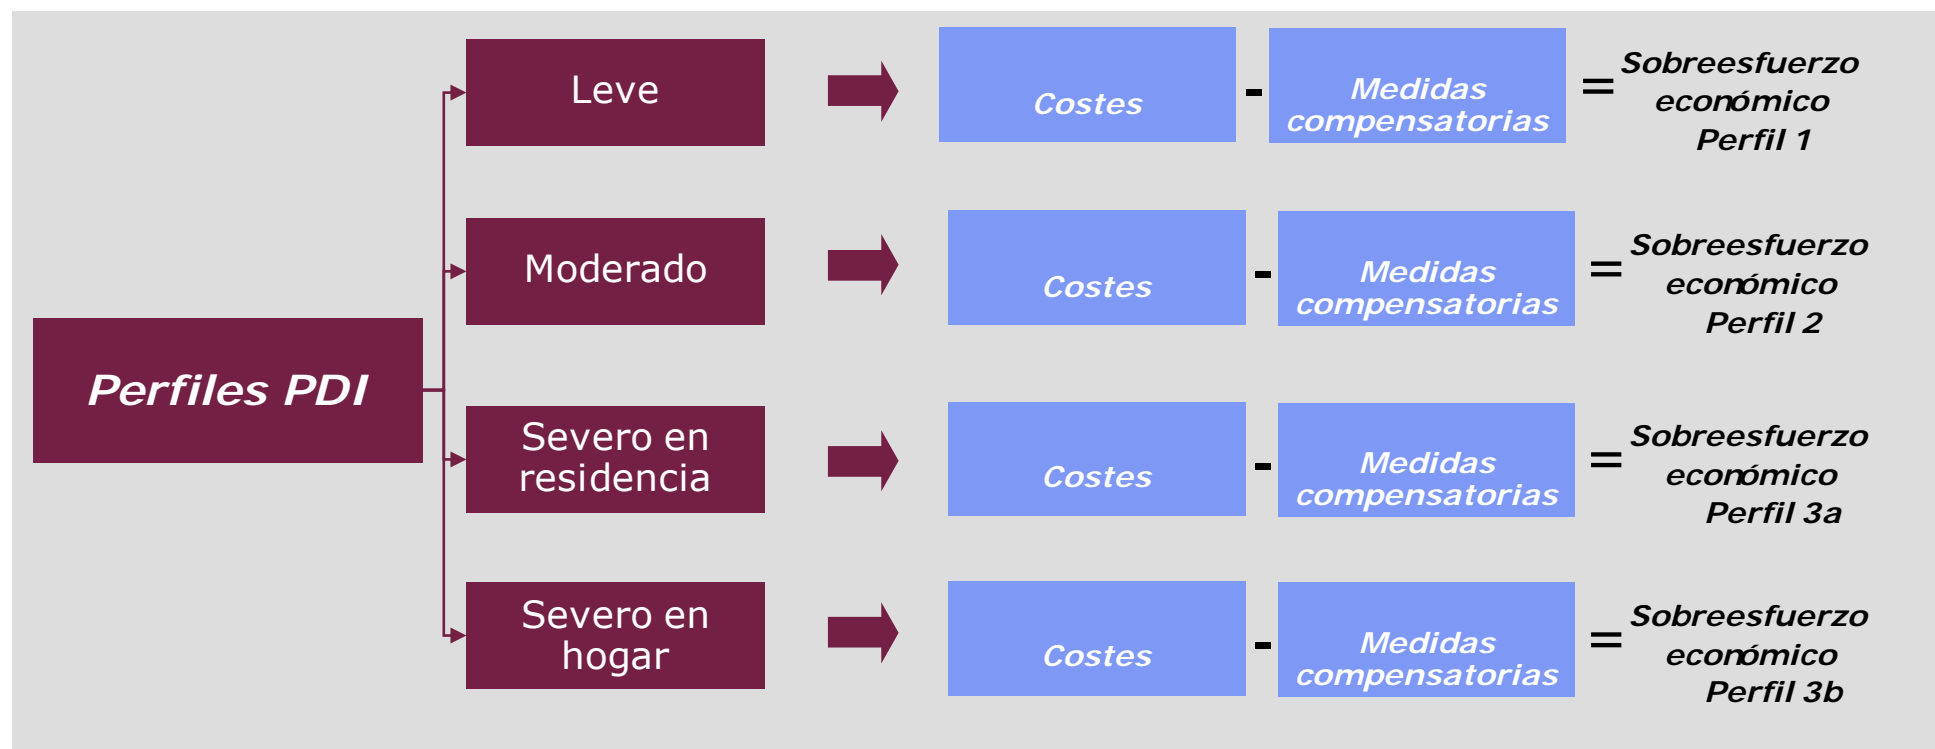 Perfiles PDI
Leve
Costes
-
Medidas
compensatorias
=
Sobreesfuerzo
económico
Perfil 1
Moderado
Costes
-
Medidas
compensatorias
=
Sobreesfuerzo
económico
Perfil 2
Severo en
residencia
Costes
-
Medidas
compensatorias
=
Sobreesfuerzo
económico
Perfil 3a
Severo en
hogar
Costes
-
Medidas
compensatorias
=
Sobreesfuerzo
económico
Perfil 3b